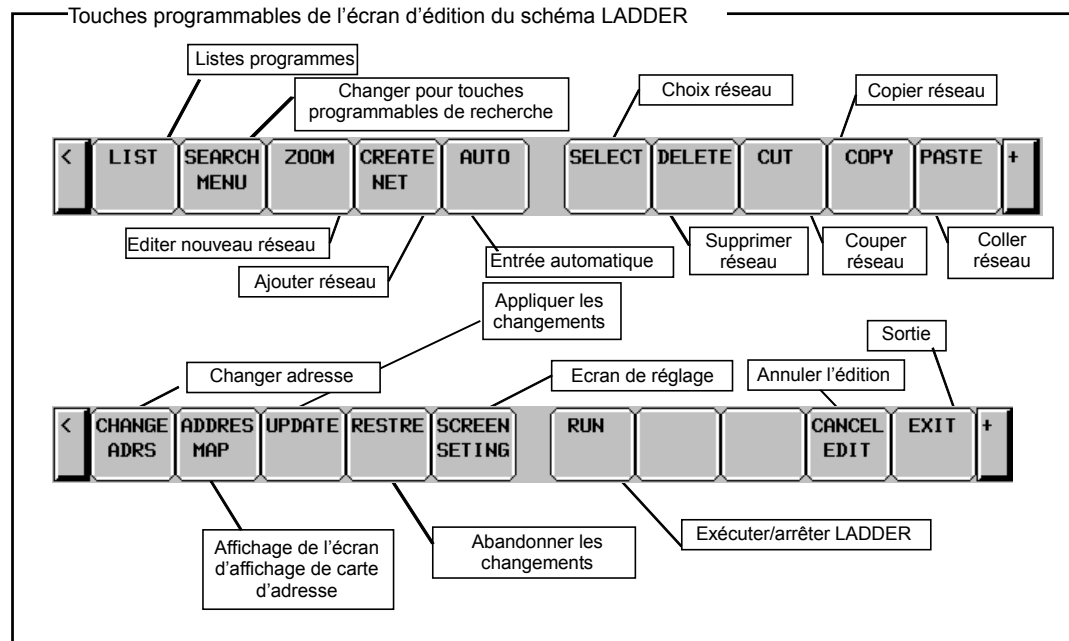 Touches programmables de l'écran d'édition du schéma LADDER
Listes programmes
Changer pour touches
programmables de recherche
Choix réseau
Copier réseau
< LIST SEARCH MENU ZOOM CREATE NET AUTO SELECT DELETE CUT COPY PASTE +
Editer nouveau réseau
Ajouter réseau
Entrée automatique
Supprimer
réseau
Couper
réseau
Coller
réseau
Appliquer les
changements
Sortie
Changer adresse
Ecran de réglage
Annuler l'édition
< CHANGE ADRS ADDRES MAP UPDATE RESTRE SCREEN SETING RUN CANCEL EDIT EXIT +
Affichage de l'écran
d'affichage de carte
d'adresse
Abandonner les
changements
Exécuter/arrêter LADDER